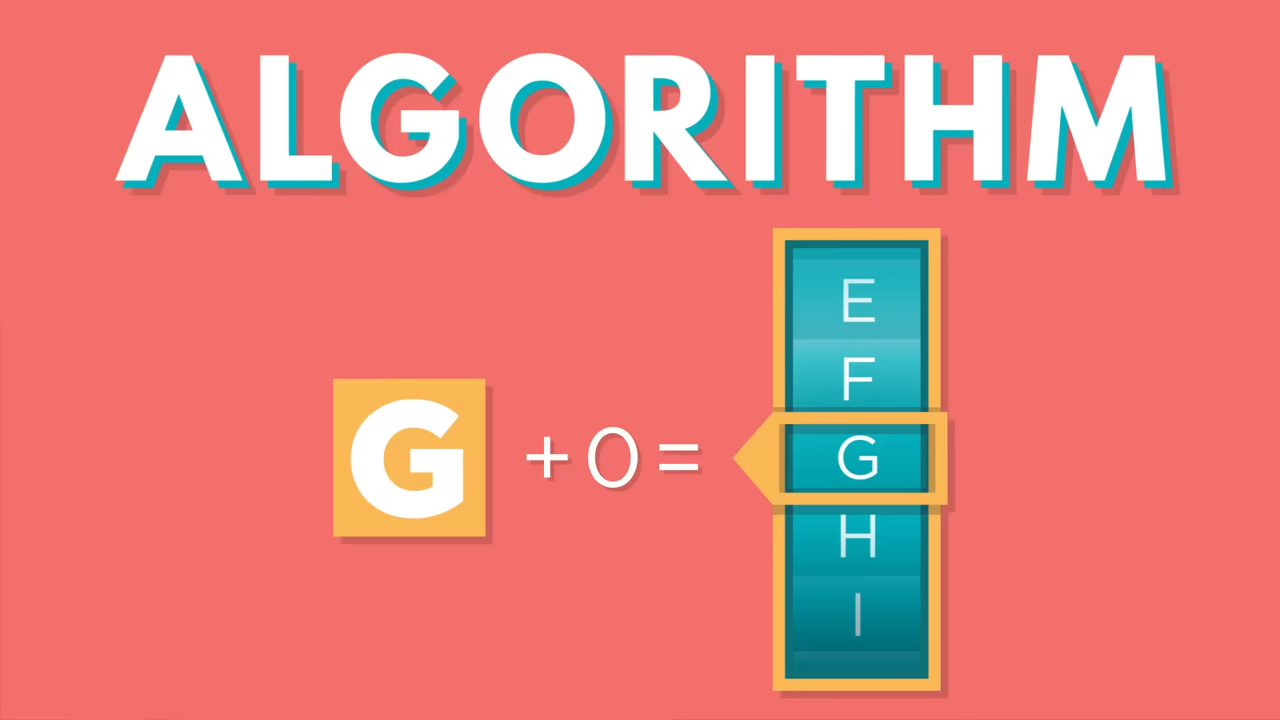 ALGORITHM
E
F
G + 0 = G
H
I